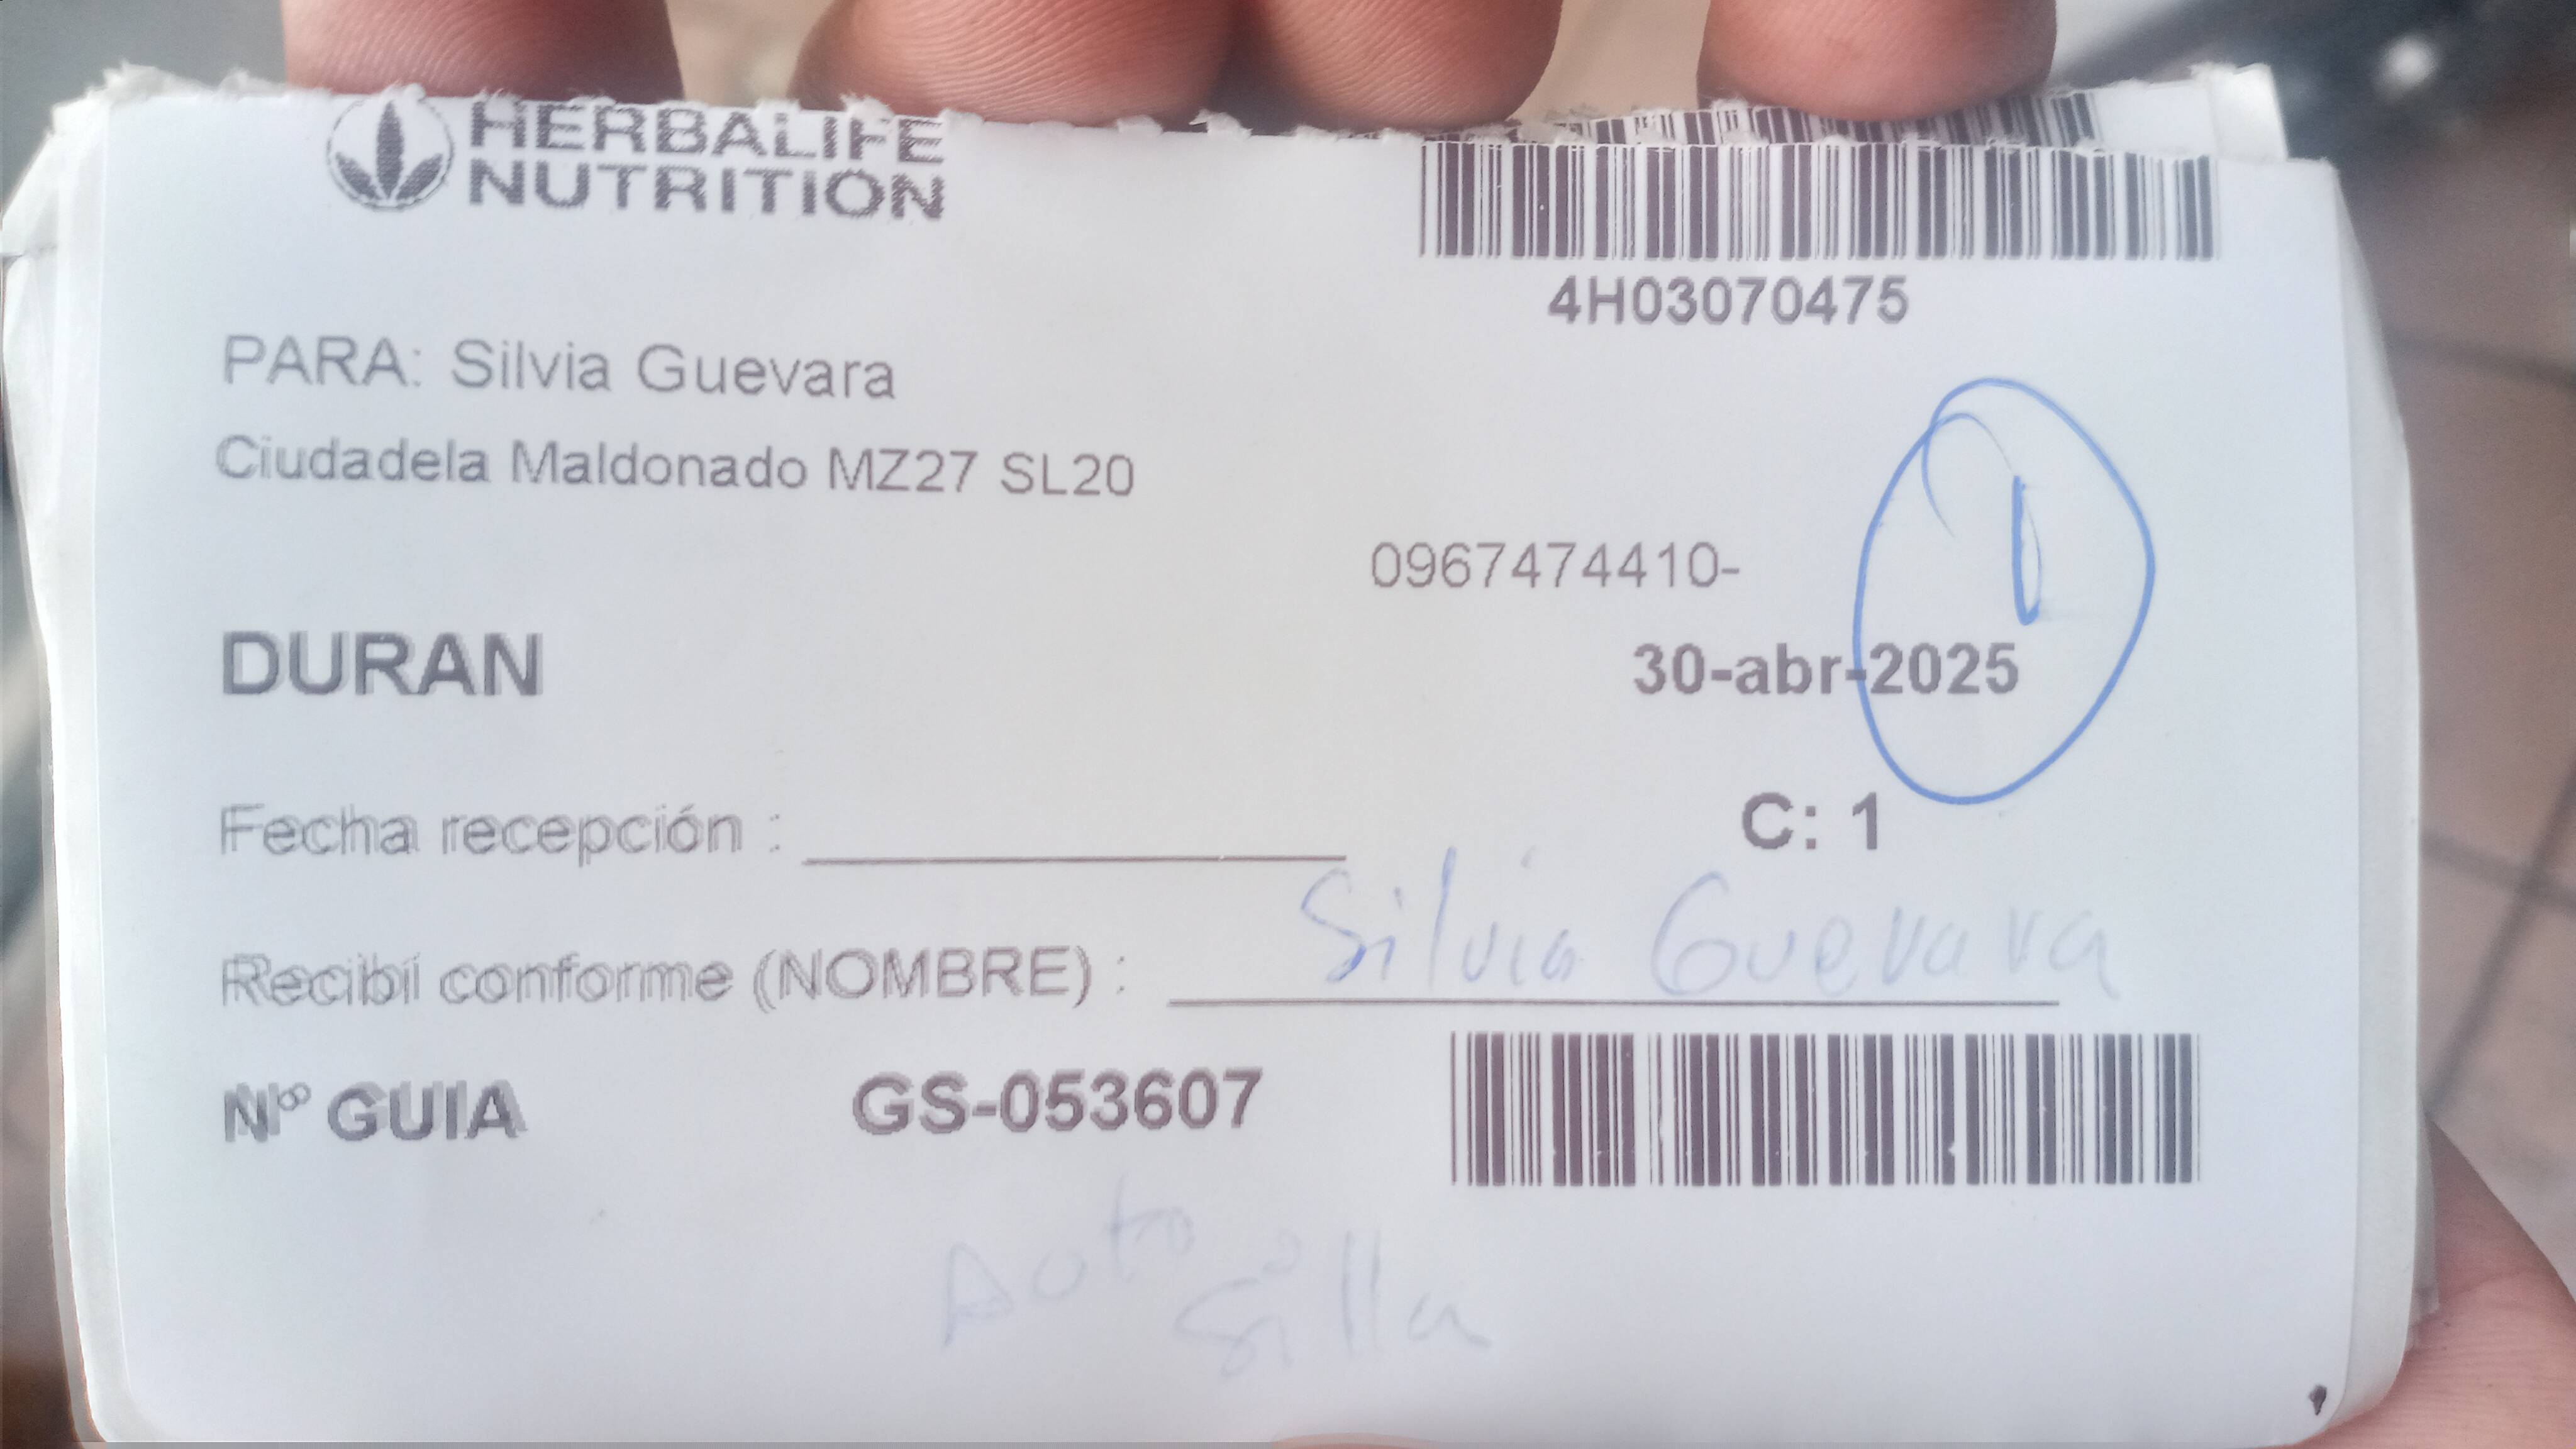 HERBALIFE
NUTRITION
4H03070475
PARA: Silvia Guevara
Ciudadela Maldonado MZ27 SL20
0967474410-
DURAN
30-abr-2025
1
C: 1
Fecha recepción :
Recibí conforme (NOMBRE) : Silvia Guevara
Nº GUIA GS-053607
Auto
Silla